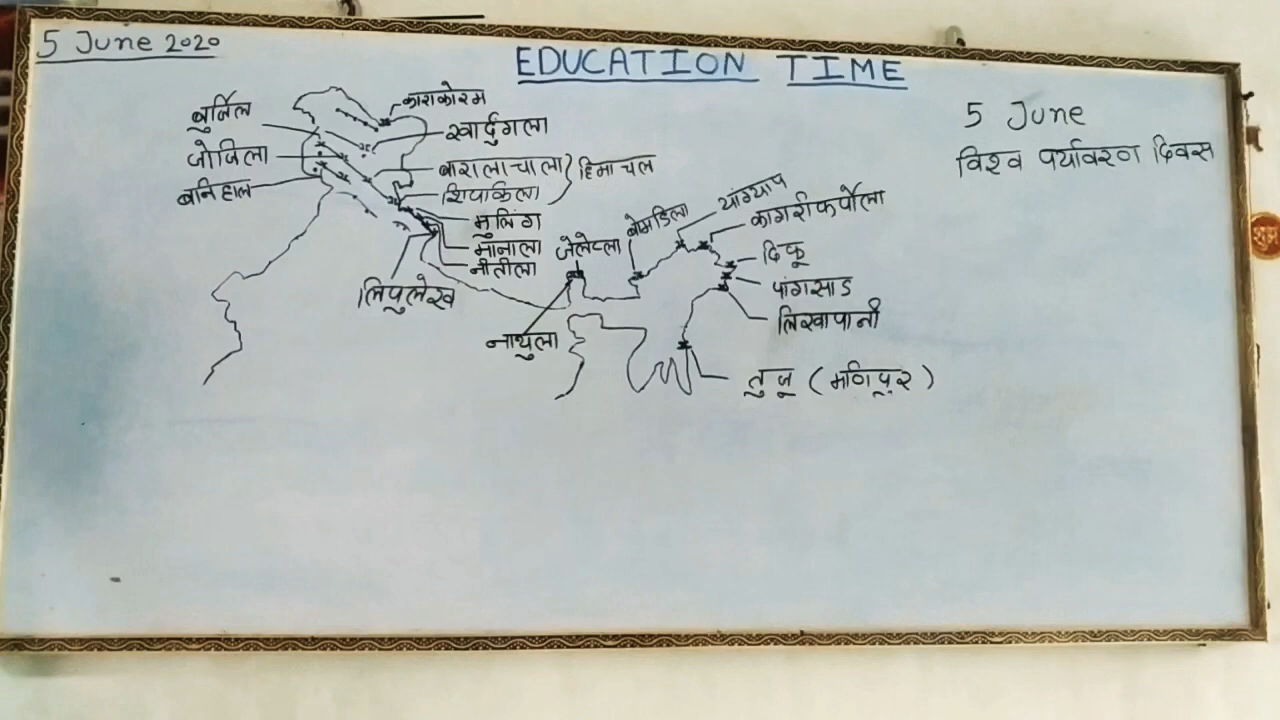 5 June 2020
EDUCATION TIME
5 June
विश्व पर्यावरण दिवस
काराकोरम
बुर्जिल
खार्दुगला
जोजिला
बारालाचाला
हिमाचल
बनिहाल
शिपकिला
मुलिंग
मानाला
नीतीला
लिपुलेख
जेलेप्ला
नाथुला
बोमडिला
यांग्याप
कागरीकर्पोला
दिफू
पांगसाड
लिखापानी
तुजू (मणिपूर)